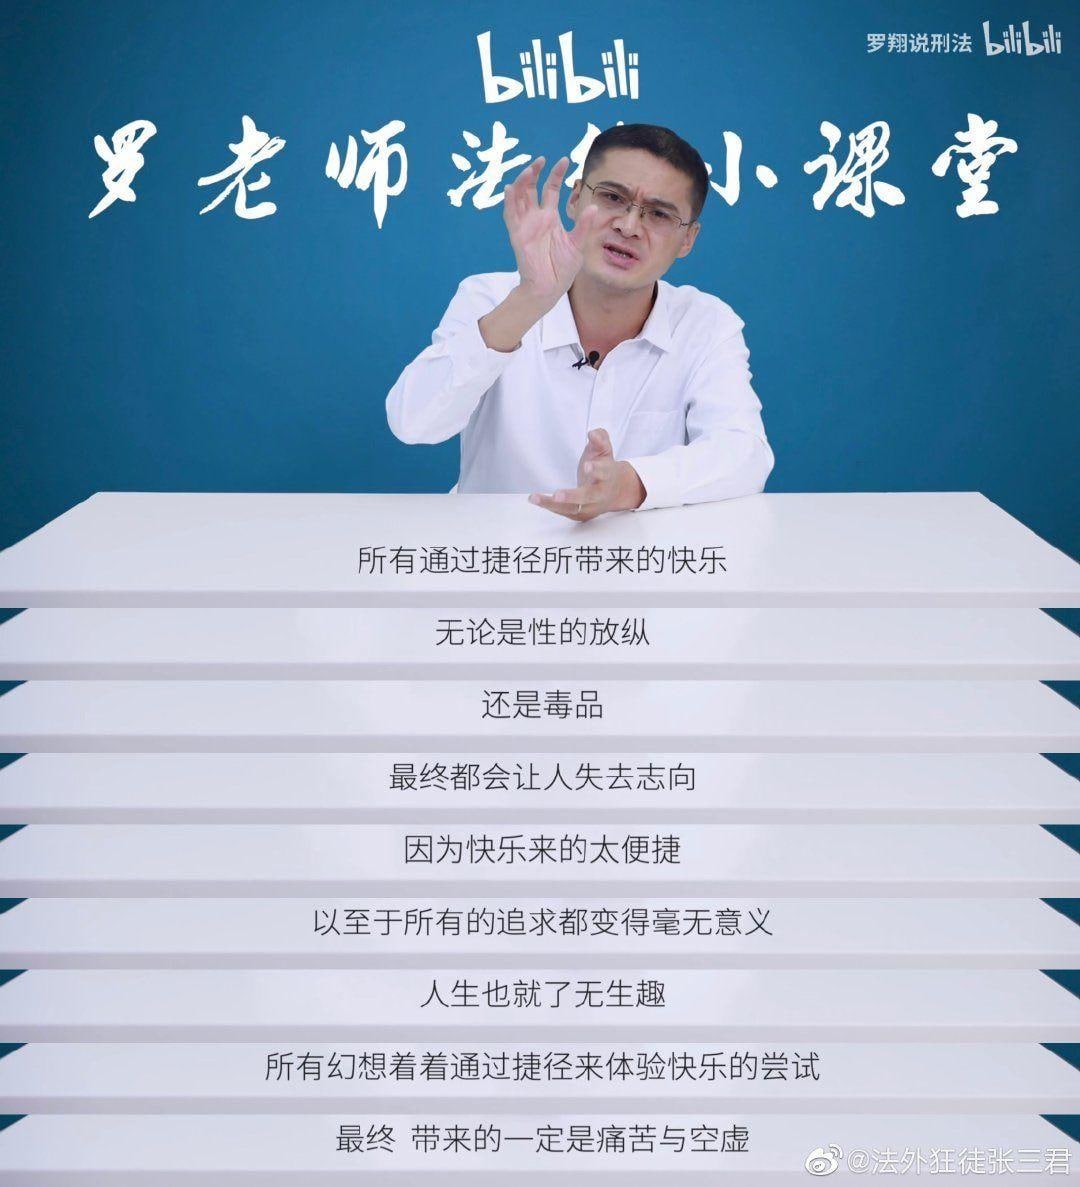 罗翔说刑法 bilibili
bilibili
罗老师法 小课堂
所有通过捷径所带来的快乐
无论是性的放纵
还是毒品
最终都会让人失去志向
因为快乐来的太便捷
以至于所有的追求都变得毫无意义
人生也就了无生趣
所有幻想着着通过捷径来体验快乐的尝试
最终 带来的一定是痛苦与空虚
@法外狂徒张三君